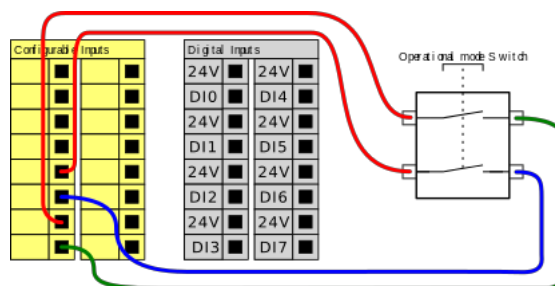 Configurable Inputs
Digital Inputs
Operational mode Switch
24V 24V
DI0 DI4
24V 24V
DI1 DI5
24V 24V
DI2 DI6
24V 24V
DI3 DI7